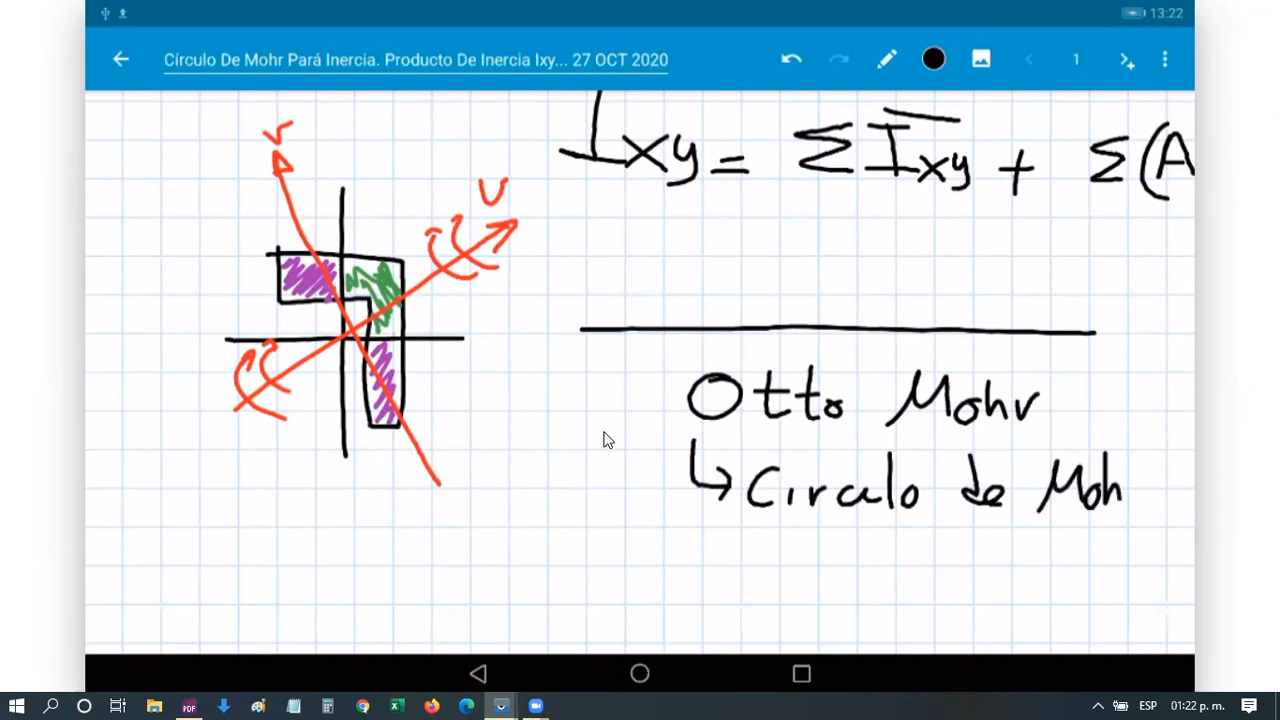 13:22
Círculo De Mohr Pará Inercia. Producto De Inercia Ixy... 27 OCT 2020
1
V
U
Ixy = Σ Ixy + Σ(A
Otto Mohr
↳ Circulo de Moh
ESP 01:22 p. m.